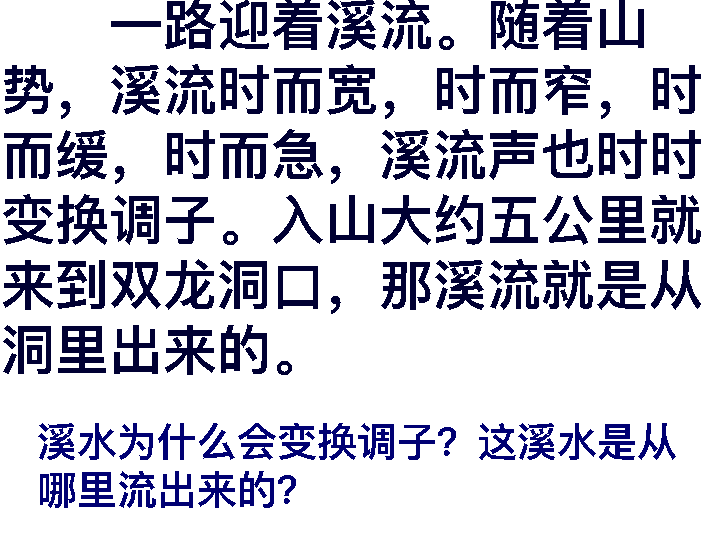 一路迎着溪流。随着山
势，溪流时而宽，时而窄，时
而缓，时而急，溪流声也时时
变换调子。入山大约五公里就
来到双龙洞口，那溪流就是从
洞里出来的。
溪水为什么会变换调子？这溪水是从
哪里流出来的？